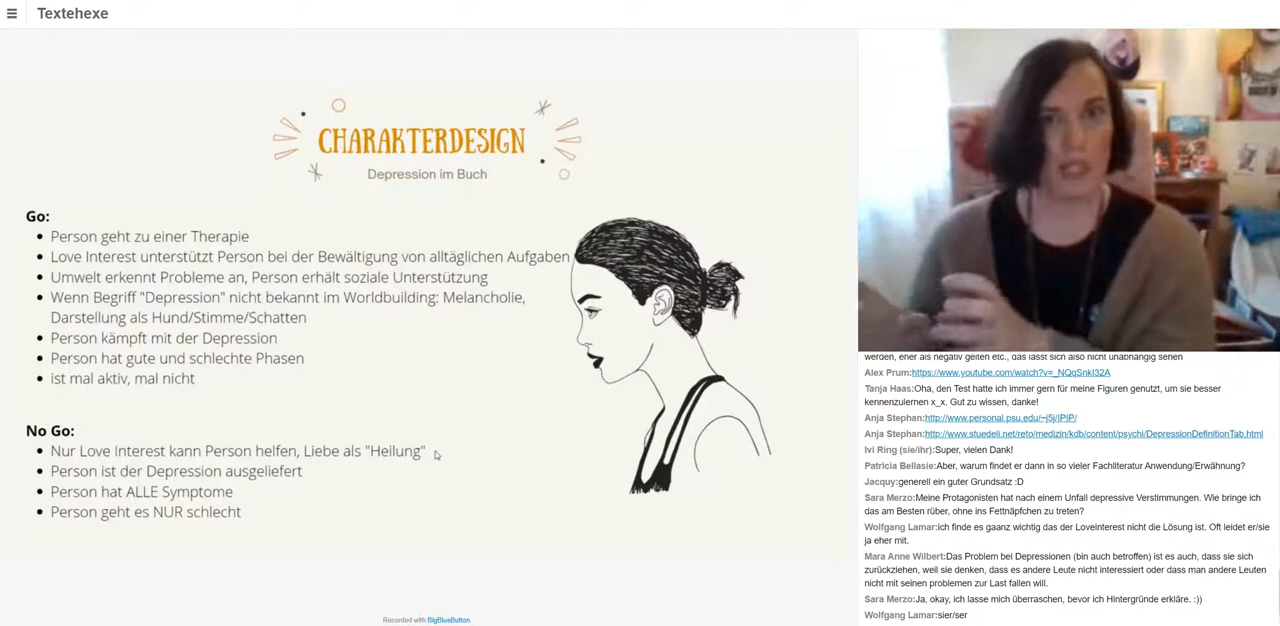 Textehexe
CHARAKTERDESIGN
Depression im Buch
Go:
Person geht zu einer Therapie
Love Interest unterstützt Person bei der Bewältigung von alltäglichen Aufgaben
Umwelt erkennt Probleme an, Person erhält soziale Unterstützung
Wenn Begriff "Depression" nicht bekannt im Worldbuilding: Melancholie,
Darstellung als Hund/Stimme/Schatten
Person kämpft mit der Depression
Person hat gute und schlechte Phasen
ist mal aktiv, mal nicht
No Go:
Nur Love Interest kann Person helfen, Liebe als "Heilung"
Person ist der Depression ausgeliefert
Person hat ALLE Symptome
Person geht es NUR schlecht
Recorded with BigBlueButton.
werden, eher als negativ gelten etc., das lässt sich also nicht unabhängig sehen
Alex Prum:https://www.youtube.com/watch?v=_NQqSnkI32A
Tanja Haas:Oha, den Test hatte ich immer gern für meine Figuren genutzt, um sie besser
kennenzulernen x_x. Gut zu wissen, danke!
Anja Stephan:http://www.personal.psu.edu/~j5j/IPIP/
Anja Stephan:http://www.stuedeli.net/reto/medizin/kdb/content/psychi/DepressionDefinitionTab.html
Ivi Ring (sie/ihr):Super, vielen Dank!
Patricia Bellasie:Aber, warum findet er dann in so vieler Fachliteratur Anwendung/Erwähnung?
Jacquy:generell ein guter Grundsatz :D
Sara Merzo:Meine Protagonisten hat nach einem Unfall depressive Verstimmungen. Wie bringe ich
das am Besten rüber, ohne ins Fettnäpfchen zu treten?
Wolfgang Lamar:ich finde es gaanz wichtig das der Loveinterest nicht die Lösung ist. Oft leidet er/sie
ja eher mit.
Mara Anne Wilbert:Das Problem bei Depressionen (bin auch betroffen) ist es auch, dass sie sich
zurückziehen, weil sie denken, dass es andere Leute nicht interessiert oder dass man andere Leuten
nicht mit seinen problemen zur Last fallen will.
Sara Merzo:Ja, okay, ich lasse mich überraschen, bevor ich Hintergründe erkläre. :))
Wolfgang Lamar:sier/ser